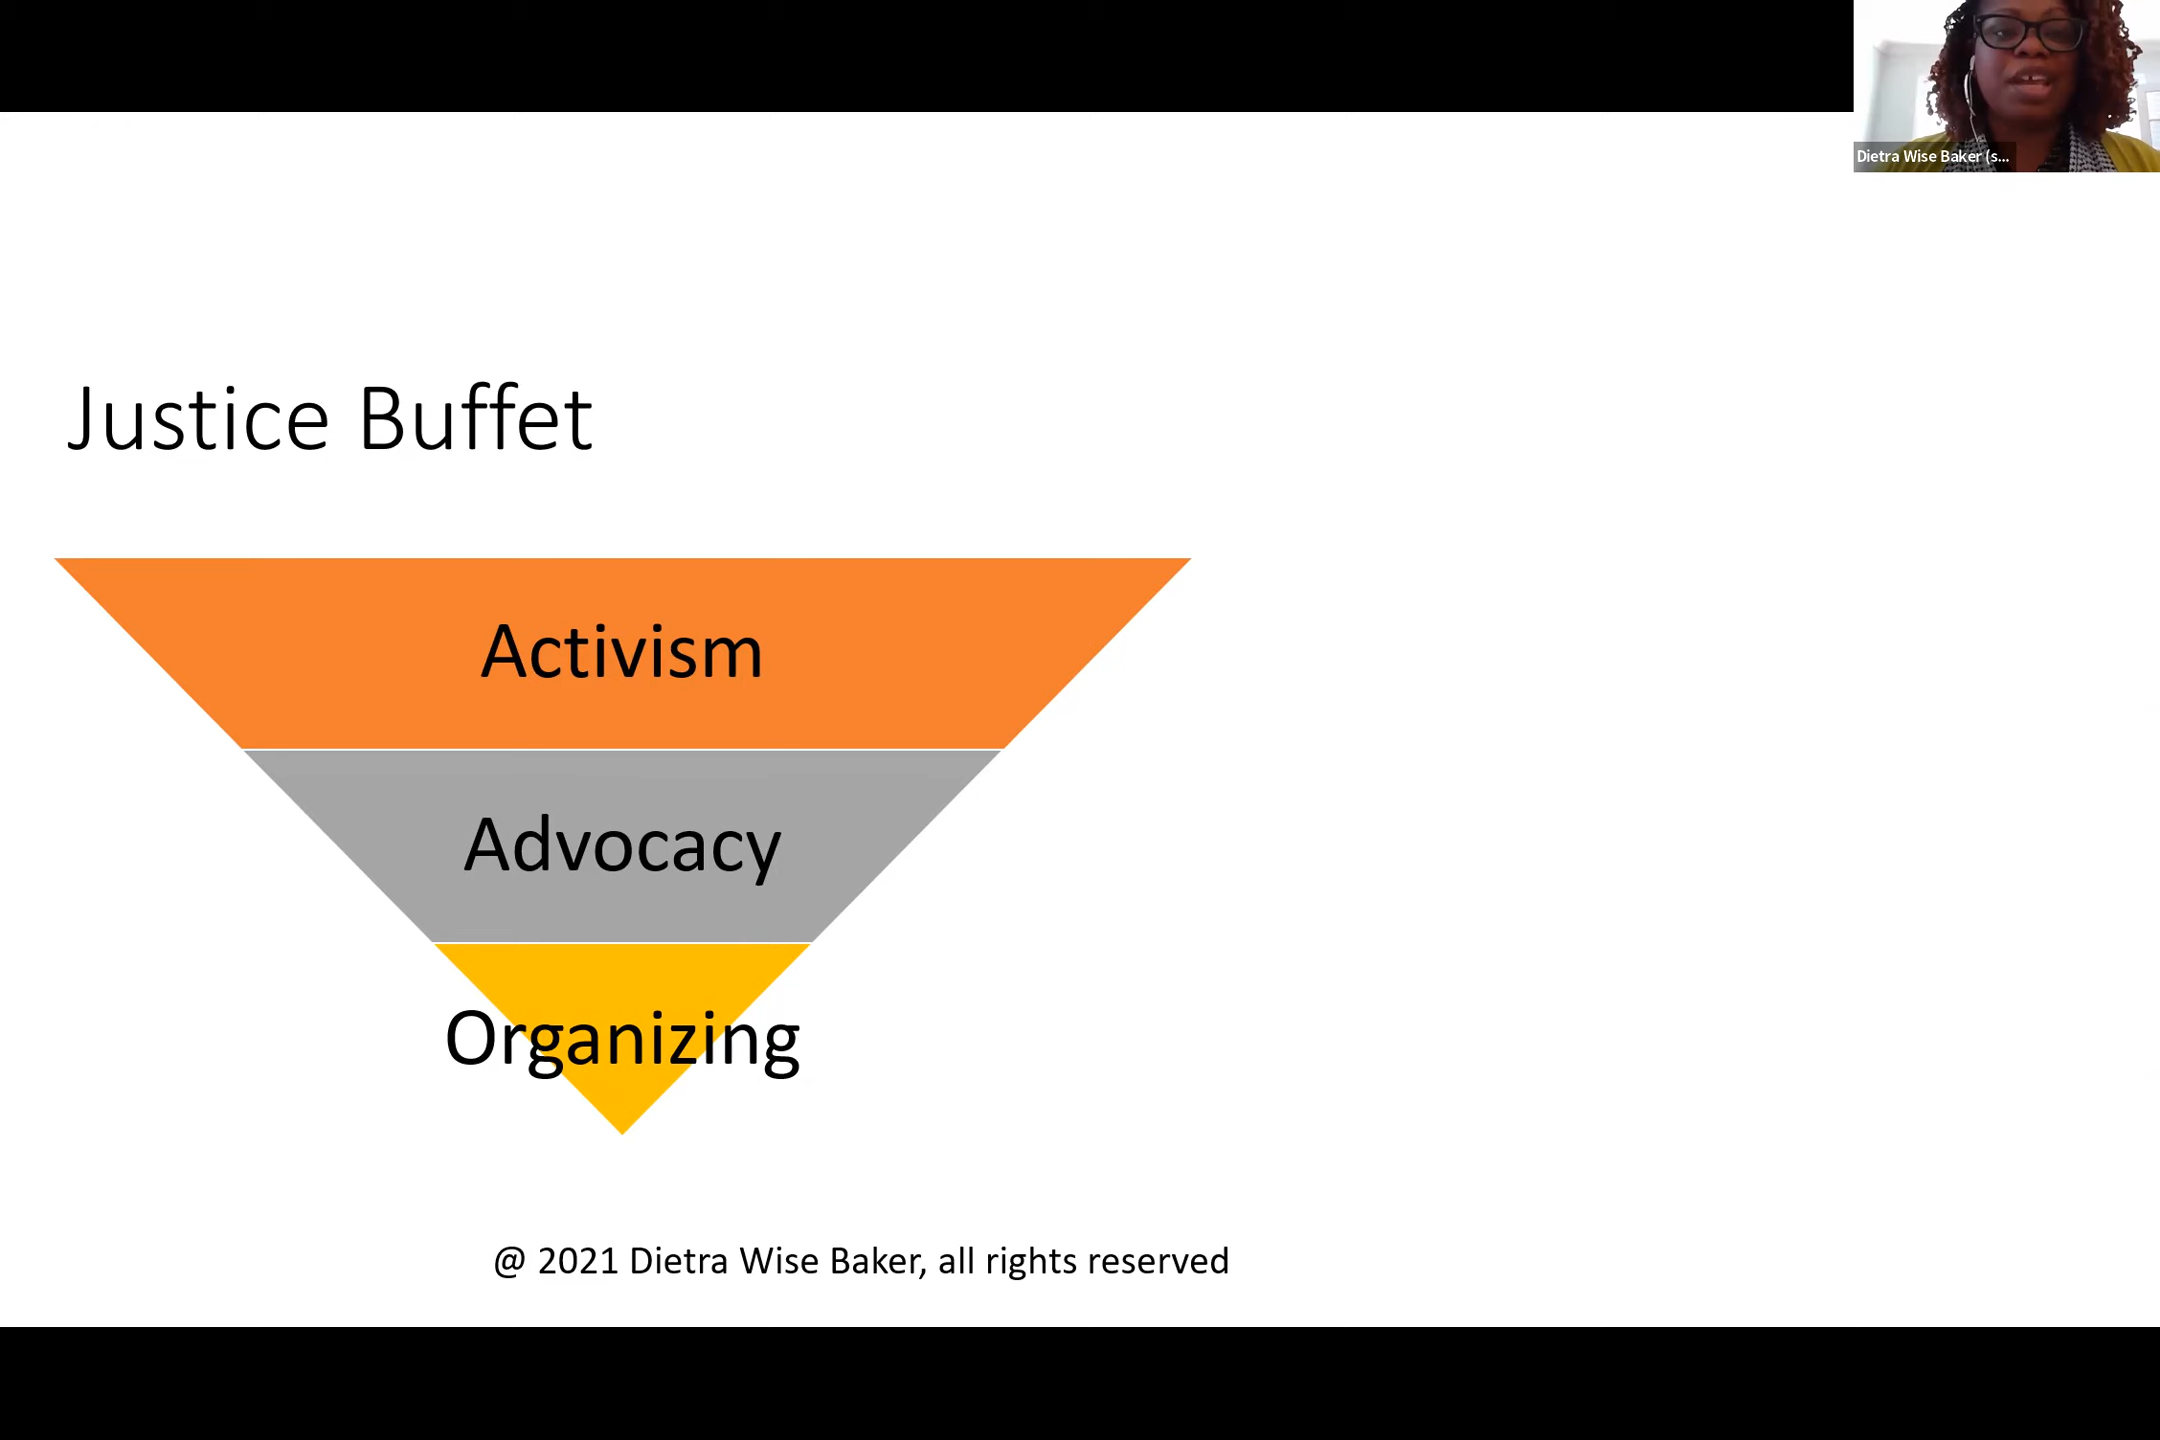 Dietra Wise Baker (s...
Justice Buffet
Activism
Advocacy
Organizing
@ 2021 Dietra Wise Baker, all rights reserved